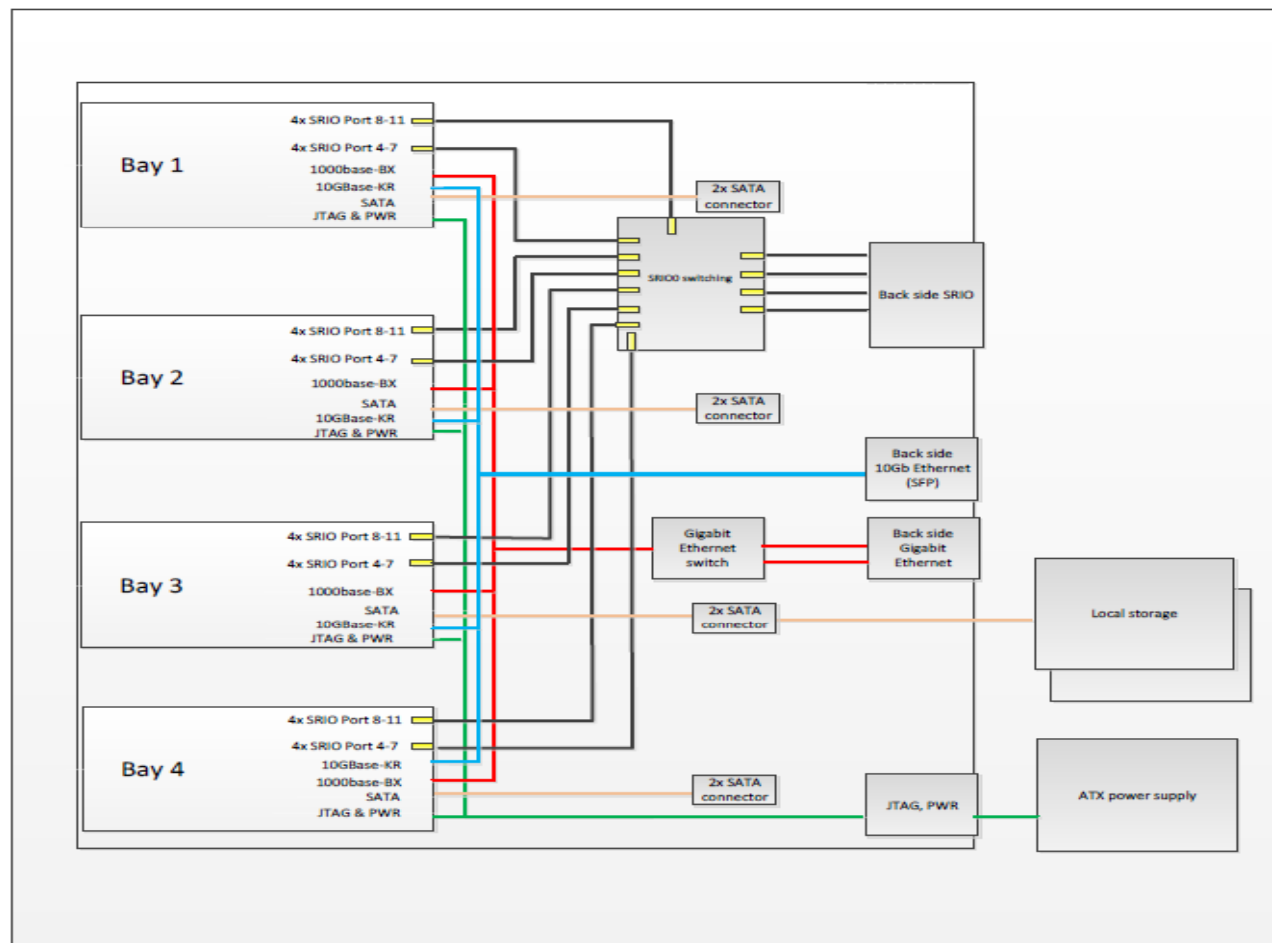 4x SRIO Port 8-11
4x SRIO Port 4-7
Bay 1
1000base-BX
10GBase-KR
SATA
JTAG & PWR
2x SATA
connector
SRIO0 switching
Back side SRIO
4x SRIO Port 8-11
4x SRIO Port 4-7
Bay 2
1000base-BX
SATA
10GBase-KR
JTAG & PWR
2x SATA
connector
Back side
10Gb Ethernet
(SFP)
4x SRIO Port 8-11
4x SRIO Port 4-7
Bay 3
1000base-BX
SATA
10GBase-KR
JTAG & PWR
Gigabit
Ethernet
switch
Back side
Gigabit
Ethernet
2x SATA
connector
Local storage
4x SRIO Port 8-11
4x SRIO Port 4-7
Bay 4
10GBase-KR
1000base-BX
SATA
JTAG & PWR
2x SATA
connector
JTAG, PWR
ATX power supply